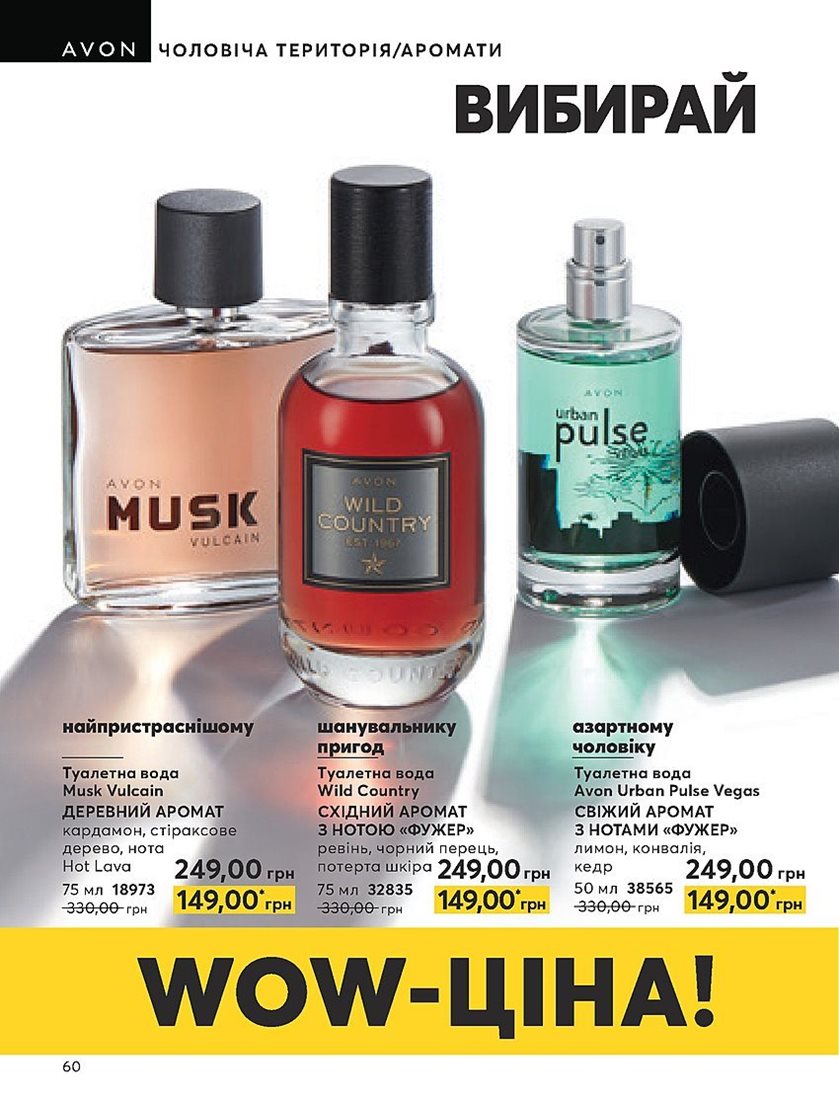 AVON ЧОЛОВІЧА ТЕРИТОРІЯ/АРОМАТИ
ВИБИРАЙ
AVON
MUSK
VULCAIN
AVON
WILD
COUNTRY
EST 1967
AVON
urban
pulse
vegas
найпристраснішому
Туалетна вода
Musk Vulcain
ДЕРЕВНИЙ АРОМАТ
кардамон, стіраксове
дерево, нота
Hot Lava
249,00 грн
75 мл 18973
330,00 грн
149,00* грн
шанувальнику
пригод
Туалетна вода
Wild Country
СХІДНИЙ АРОМАТ
З НОТОЮ «ФУЖЕР»
ревінь, чорний перець,
потерта шкіра
249,00 грн
75 мл 32835
330,00 грн
149,00* грн
азартному
чоловіку
Туалетна вода
Avon Urban Pulse Vegas
СВІЖИЙ АРОМАТ
З НОТАМИ «ФУЖЕР»
лимон, конвалія,
кедр
249,00 грн
50 мл 38565
330,00 грн
149,00* грн
WOW-ЦІНА!
60